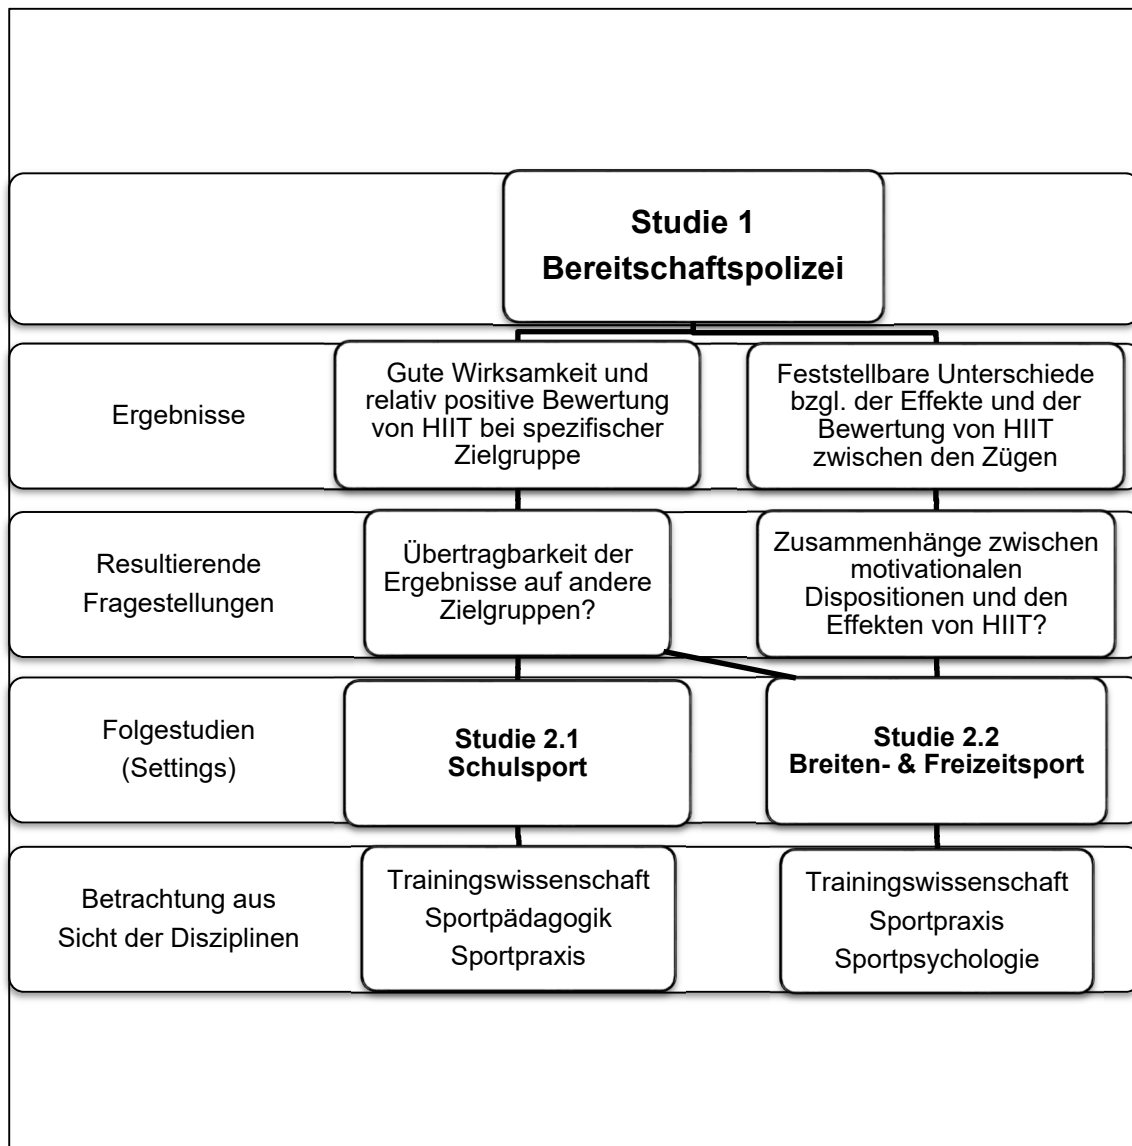 Studie 1
Bereitschaftspolizei
Ergebnisse
Gute Wirksamkeit und
relativ positive Bewertung
von HIIT bei spezifischer
Zielgruppe
Feststellbare Unterschiede
bzgl. der Effekte und der
Bewertung von HIIT
zwischen den Zügen
Resultierende
Fragestellungen
Übertragbarkeit der
Ergebnisse auf andere
Zielgruppen?
Zusammenhänge zwischen
motivationalen
Dispositionen und den
Effekten von HIIT?
Folgestudien
(Settings)
Studie 2.1
Schulsport
Studie 2.2
Breiten- & Freizeitsport
Betrachtung aus
Sicht der Disziplinen
Trainingswissenschaft
Sportpädagogik
Sportpraxis
Trainingswissenschaft
Sportpraxis
Sportpsychologie